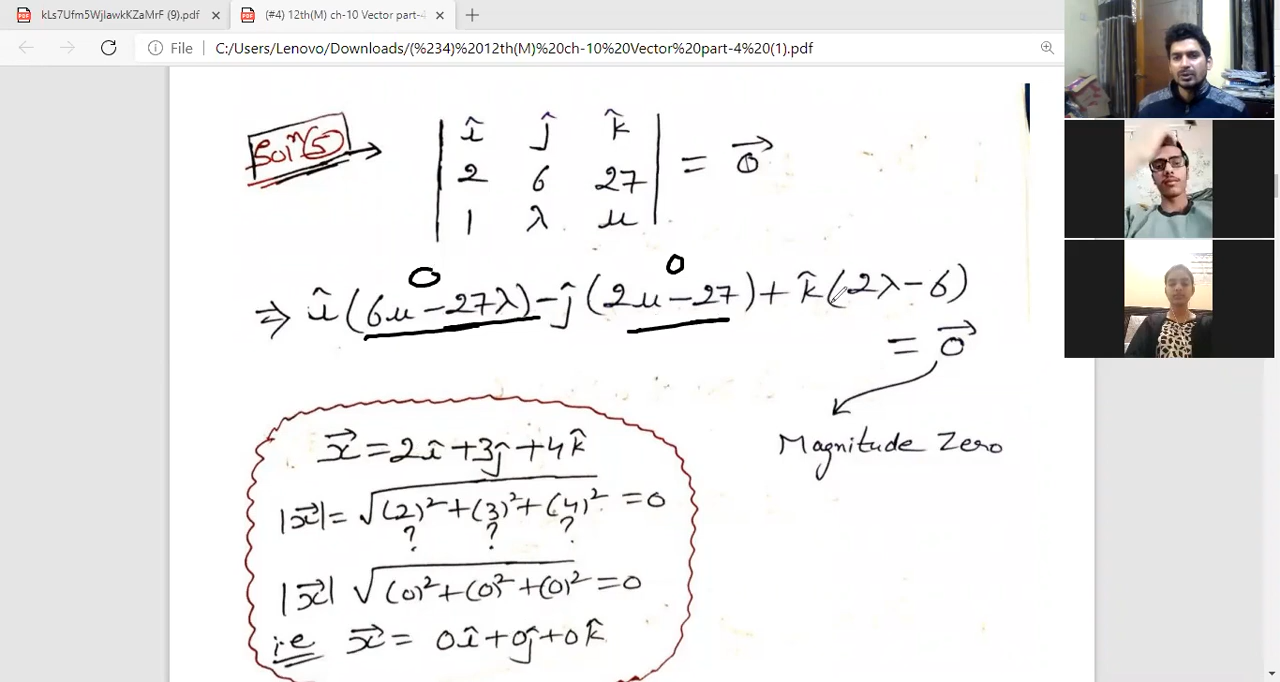 kLs7Ufm5WjlawkKZaMrF (9).pdf
(#4) 12th(M) ch-10 Vector part-4
File | C:/Users/Lenovo/Downloads/(%234)%2012th(M)%20ch-10%20Vector%20part-4%20(1).pdf
Solⁿ(5) →
| î ĵ k̂ |
| 2 6 27 | = 0⃗
| 1 λ μ |
0 0
⇒ î (6μ − 27λ) − ĵ (2μ − 27) + k̂ (2λ − 6)
= 0⃗
Magnitude Zero
x⃗ = 2î + 3ĵ + 4k̂
|x⃗| = √(2)² + (3)² + (4)² = 0
? ? ?
|x⃗| √(0)² + (0)² + (0)² = 0
i.e x⃗ = 0î + 0ĵ + 0k̂